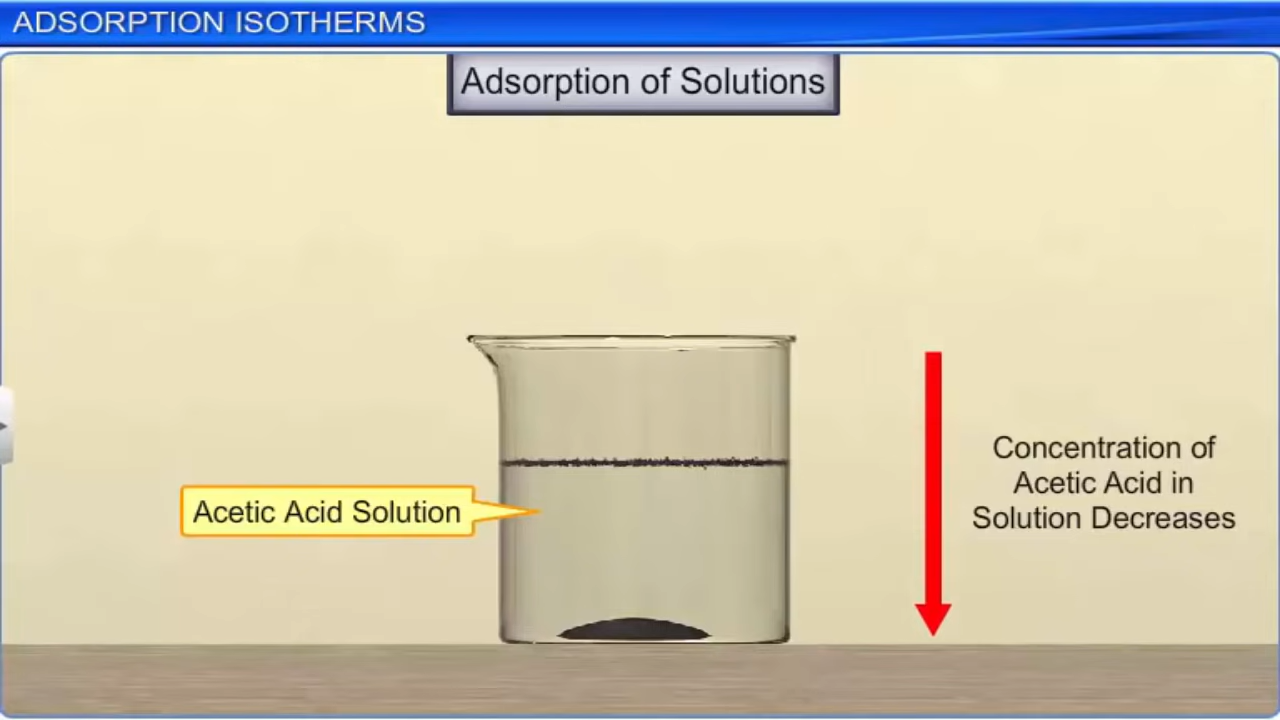 ADSORPTION ISOTHERMS
Adsorption of Solutions
Acetic Acid Solution
Concentration of
Acetic Acid in
Solution Decreases